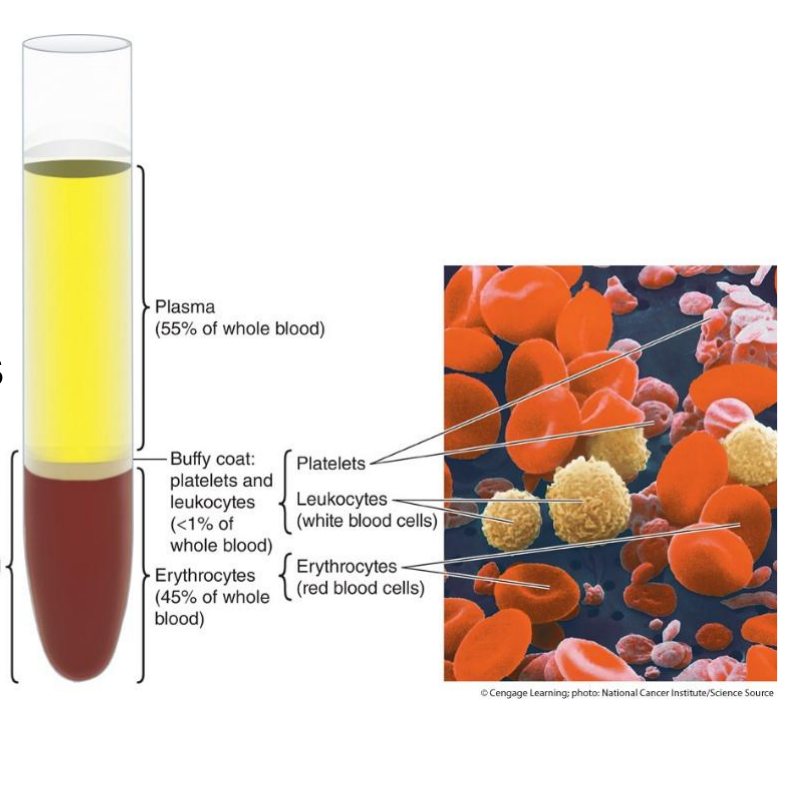 Plasma
(55% of whole blood)
s
Buffy coat:
platelets and
leukocytes
(<1% of
whole blood)
Platelets
Leukocytes
(white blood cells)
Erythrocytes
(45% of whole
blood)
Erythrocytes
(red blood cells)
© Cengage Learning; photo: National Cancer Institute/Science Source